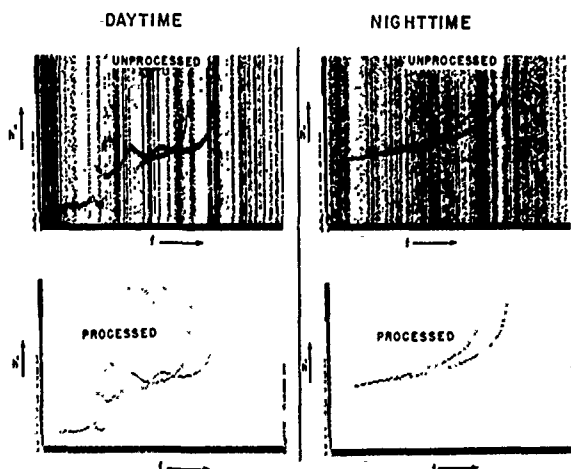 DAYTIME
NIGHTTIME
UNPROCESSED
UNPROCESSED
f
f
PROCESSED
PROCESSED
f
f